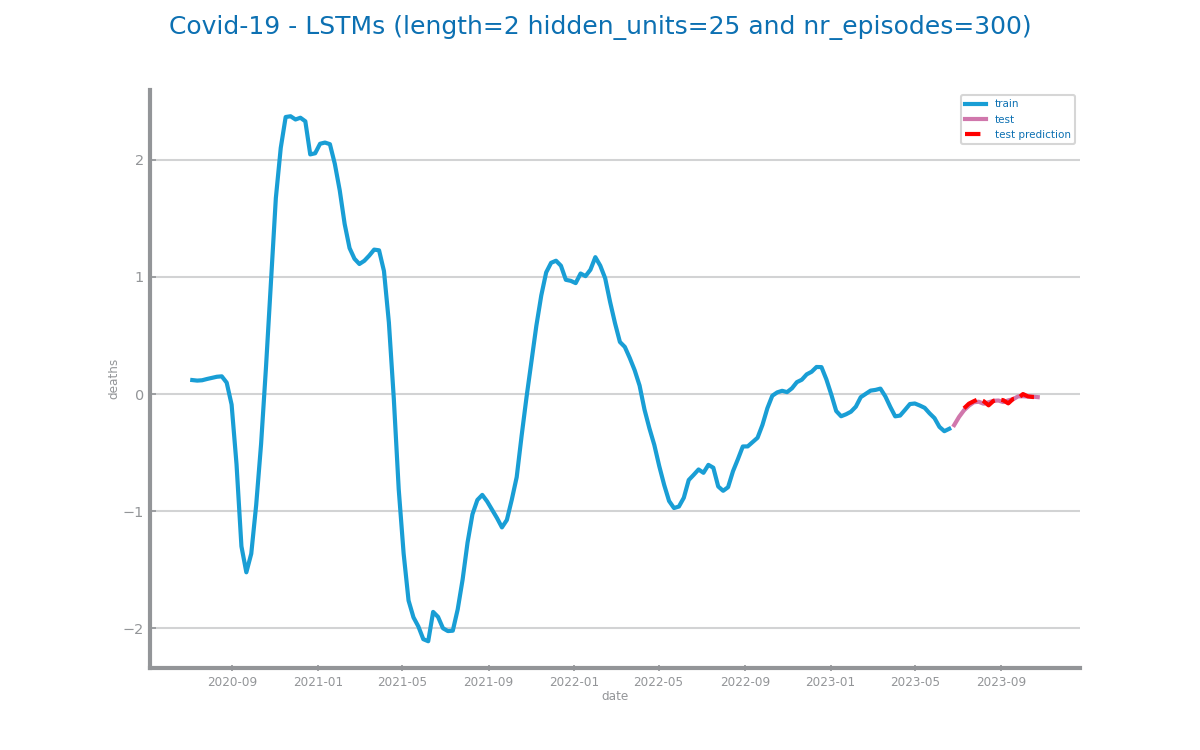 Covid-19 - LSTMs (length=2 hidden_units=25 and nr_episodes=300)
train
test
test prediction
2
1
0
−1
−2
deaths
2020-09
2021-01
2021-05
2021-09
2022-01
2022-05
2022-09
2023-01
2023-05
2023-09
date